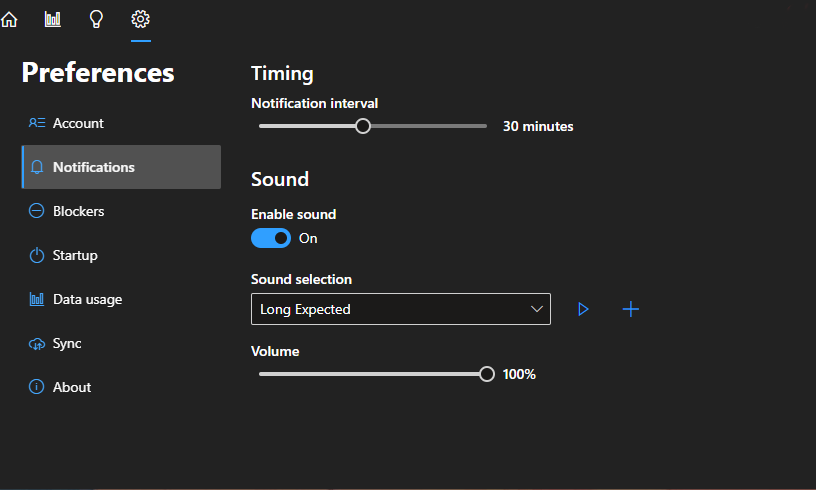 Preferences
Account
Notifications
Blockers
Startup
Data usage
Sync
About
Timing
Notification interval
30 minutes
Sound
Enable sound
On
Sound selection
Long Expected
Volume
100%